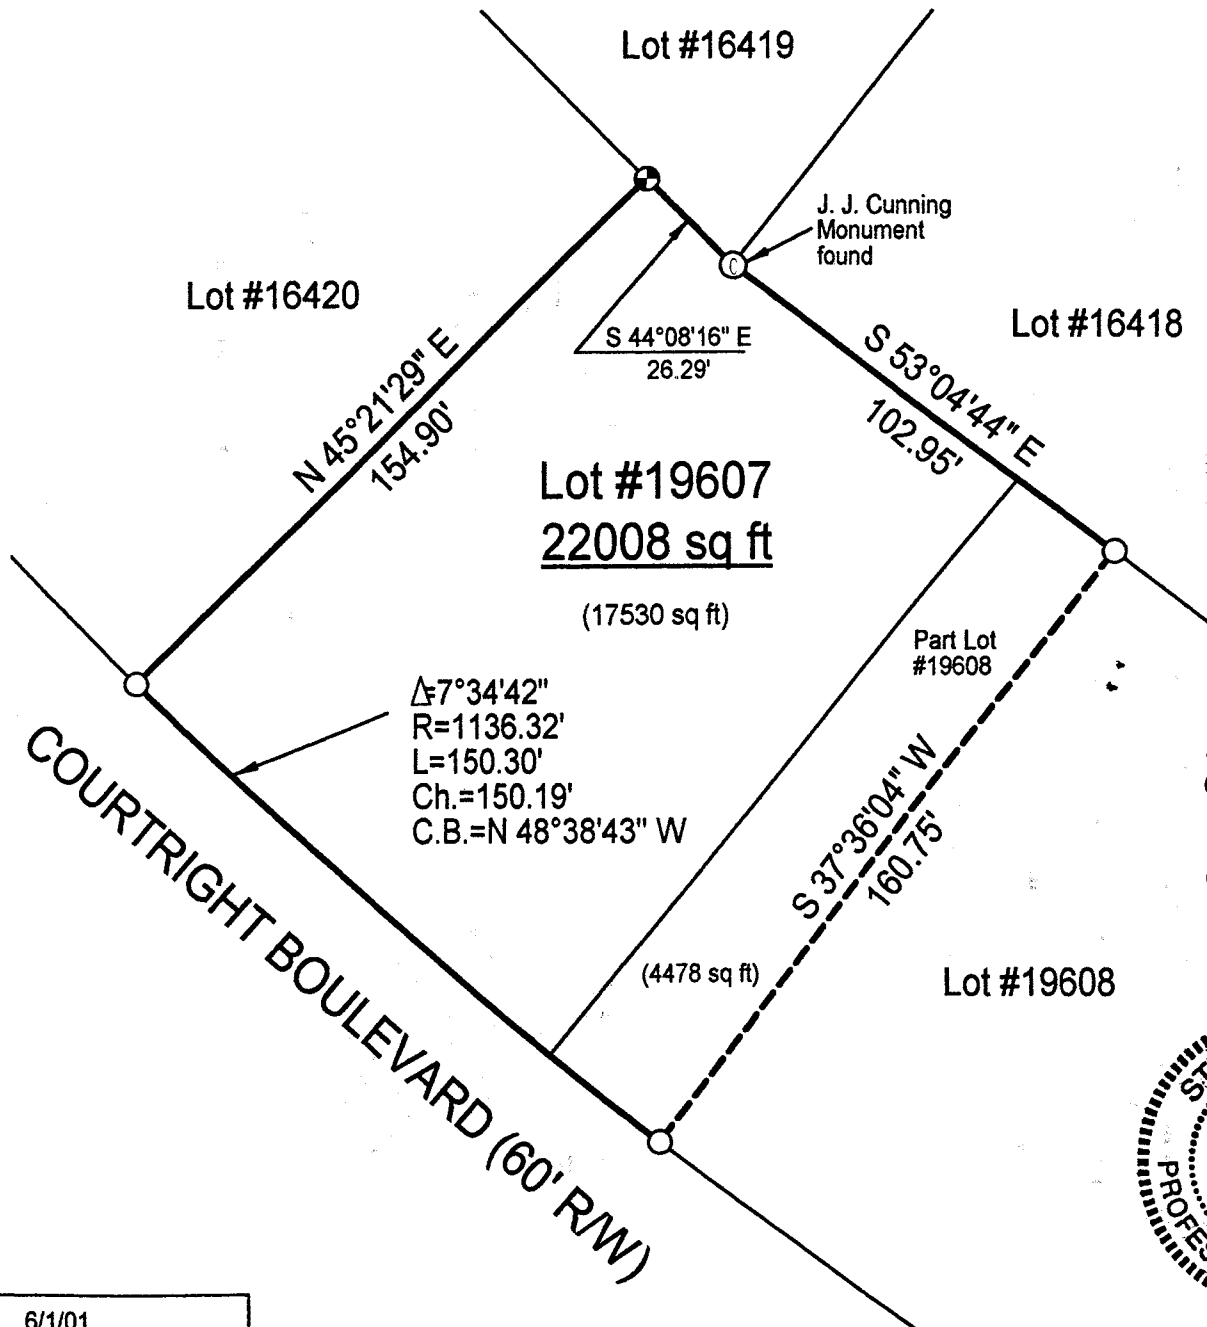 Lot #16419
J. J. Cunning
Monument
found
Lot #16420
Lot #16418
S 44°08'16" E
26.29'
N 45°21'29" E
154.90'
S 53°04'44" E
102.95'
Lot #19607
22008 sq ft
(17530 sq ft)
Part Lot
#19608
Δ=7°34'42"
R=1136.32'
L=150.30'
Ch.=150.19'
C.B.=N 48°38'43" W
S 37°36'04" W
160.75'
(4478 sq ft)
Lot #19608
COURTRIGHT BOULEVARD (60' R/W)
6/1/01